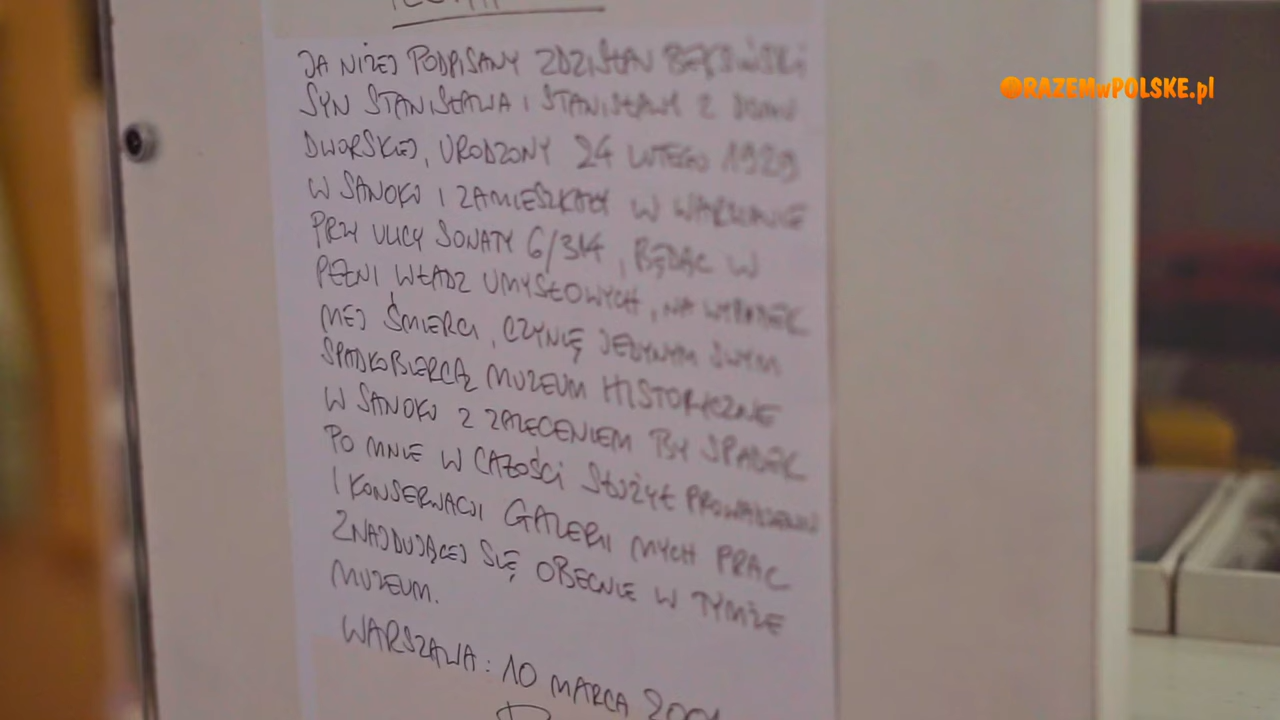 JA NIŻEJ PODPISANY ZDZISŁAW BEKSIŃSKI
RAZEMwPOLSKE.pl
SYN STANISŁAWA I STANISŁAWY Z DOMU
DWORSKIEJ, URODZONY 24 LUTEGO 1929
W SANOKU I ZAMIESZKAŁY W WARSZAWIE
PRZY ULICY SONATY 6/314, BĘDĄC W
PEŁNI WŁADZ UMYSŁOWYCH, NA WYPADEK
MEJ ŚMIERCI, CZYNIĘ JEDYNYM SWYM
SPADKOBIERCĄ MUZEUM HISTORYCZNE
W SANOKU Z ZALECENIEM BY SPADEK
PO MNIE W CAŁOŚCI SŁUŻYŁ PROWADZENIU
I KONSERWACJI GALERII MYCH PRAC
ZNAJDUJĄCEJ SIĘ OBECNIE W TYMŻE
MUZEUM.
WARSZAWA: 10 MARCA